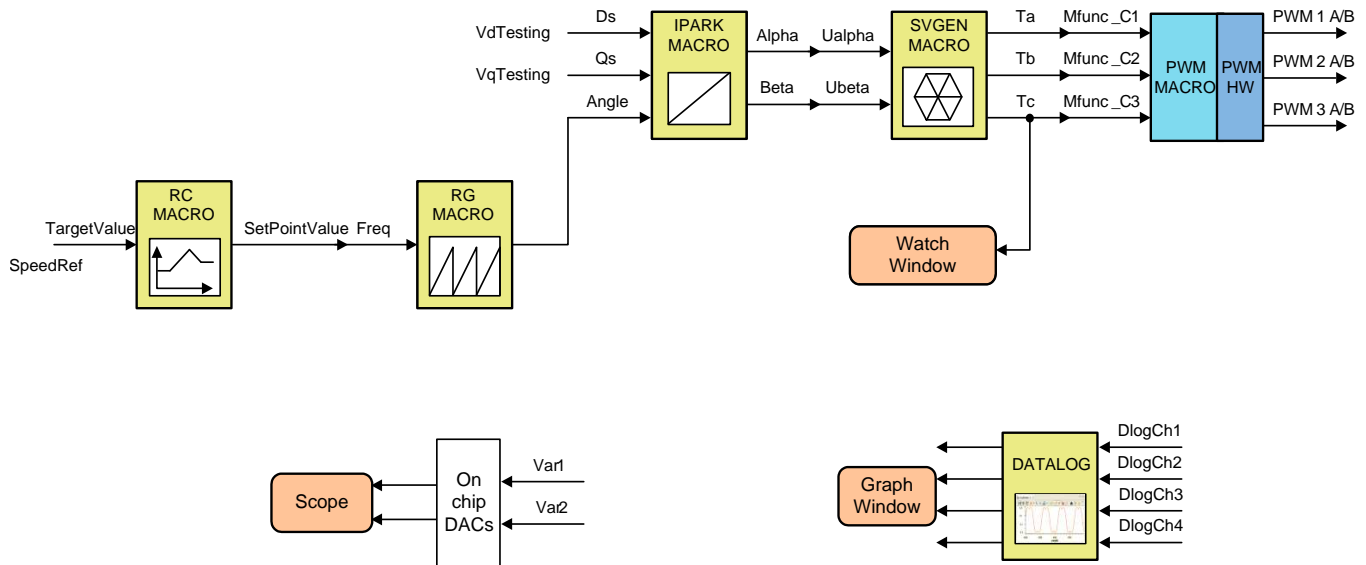 Ds
VdTesting
Qs
VqTesting
Angle
IPARK
MACRO
Alpha
Ualpha
Beta
Ubeta
SVGEN
MACRO
Ta
Mfunc_C1
Tb
Mfunc_C2
Tc
Mfunc_C3
PWM
MACRO
PWM
HW
PWM 1 A/B
PWM 2 A/B
PWM 3 A/B
RC
MACRO
TargetValue
SpeedRef
SetPointValue
Freq
RG
MACRO
Watch
Window
Scope
On
chip
DACs
Var1
Var2
Graph
Window
DATALOG
DlogCh1
DlogCh2
DlogCh3
DlogCh4